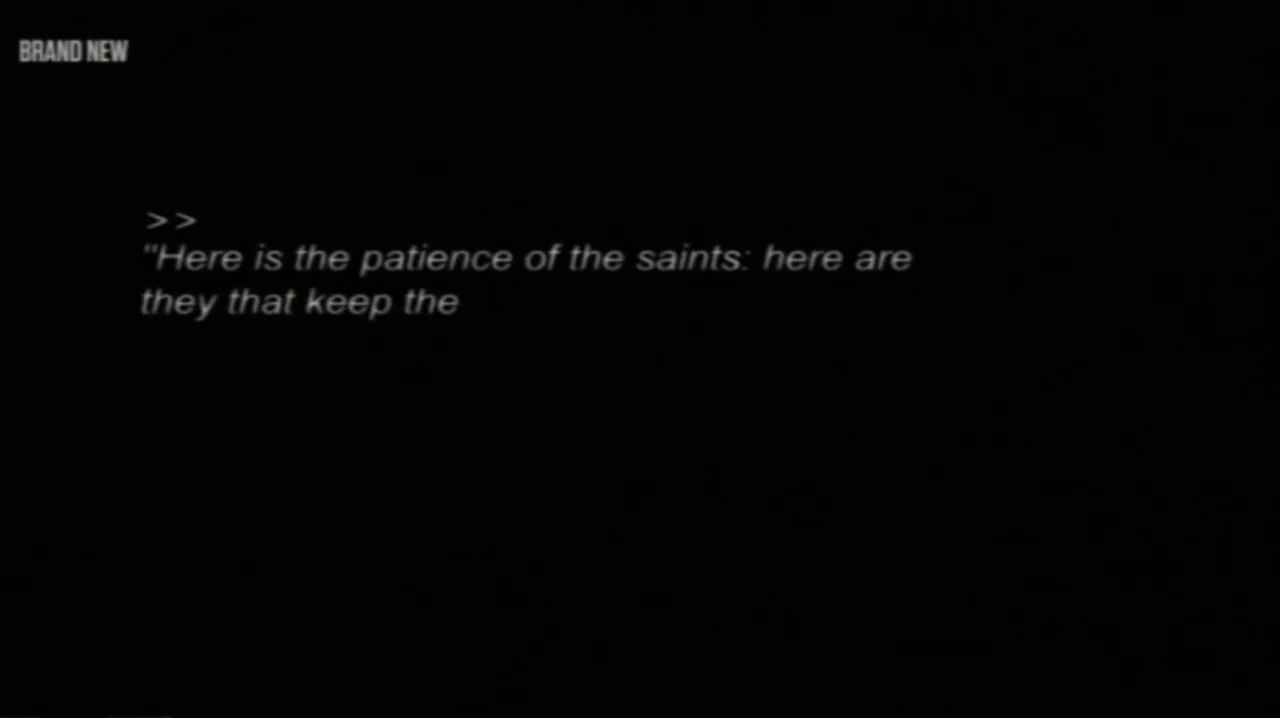 BRAND NEW
>>
"Here is the patience of the saints: here are
they that keep the